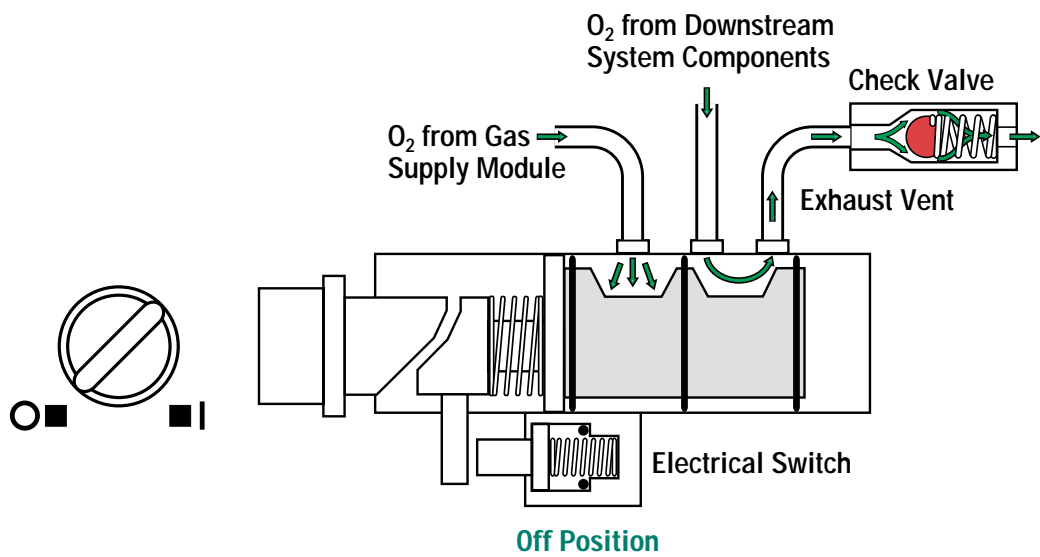 O₂ from Downstream
System Components
Check Valve
O₂ from Gas
Supply Module
Exhaust Vent
Electrical Switch
Off Position